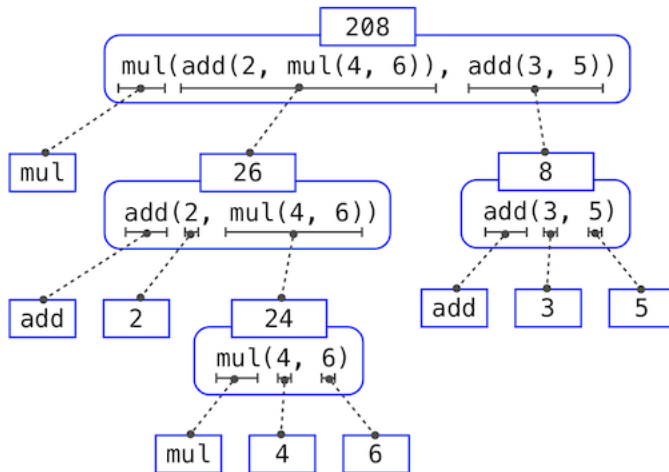 208
mul(add(2, mul(4, 6)), add(3, 5))
mul
26
8
add(2, mul(4, 6))
add(3, 5)
add
2
24
add
3
5
mul(4, 6)
mul
4
6